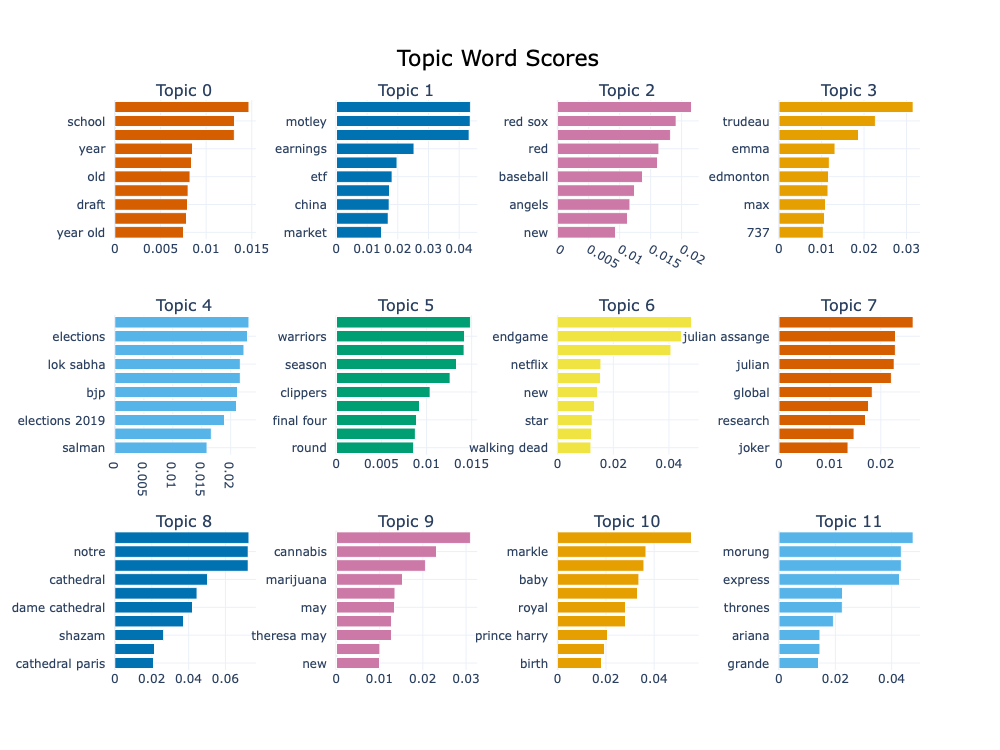 Topic Word Scores
Topic 0
school
year
old
draft
year old
0 0.005 0.01 0.015
Topic 1
motley
earnings
etf
china
market
0 0.01 0.02 0.03 0.04
Topic 2
red sox
red
baseball
angels
new
0 0.005 0.01 0.015 0.02
Topic 3
trudeau
emma
edmonton
max
737
0 0.01 0.02 0.03
Topic 4
elections
lok sabha
bjp
elections 2019
salman
0 0.005 0.01 0.015 0.02
Topic 5
warriors
season
clippers
final four
round
0 0.005 0.01 0.015
Topic 6
endgame
netflix
new
star
walking dead
0 0.02 0.04
Topic 7
julian assange
julian
global
research
joker
0 0.01 0.02
Topic 8
notre
cathedral
dame cathedral
shazam
cathedral paris
0 0.02 0.04 0.06
Topic 9
cannabis
marijuana
may
theresa may
new
0 0.01 0.02 0.03
Topic 10
markle
baby
royal
prince harry
birth
0 0.02 0.04
Topic 11
morung
express
thrones
ariana
grande
0 0.02 0.04